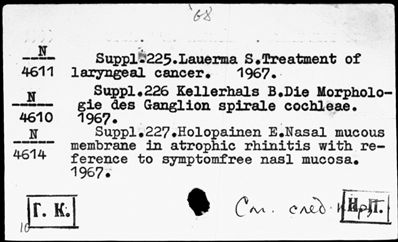 '68
N
4611
Suppl.225.Lauerma S.Treatment of
laryngeal cancer. 1967.
N
4610
Suppl.226 Kellerhals B.Die Morpholo-
gie des Ganglion spirale cochleae.
1967.
N
4614
Suppl.227.Holopainen E.Nasal mucous
membrane in atrophic rhinitis with re-
ference to symptomfree nasl mucosa.
1967.
Г. К.
См. след. карт.
Н.П.
10